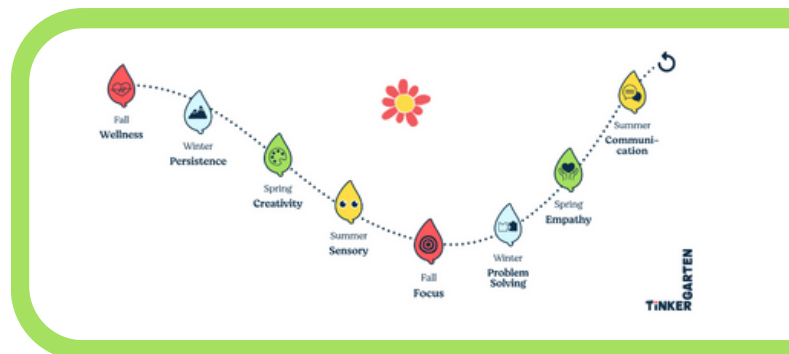 Fall
Wellness
Winter
Persistence
Spring
Creativity
Summer
Sensory
Fall
Focus
Winter
Problem
Solving
Spring
Empathy
Summer
Communi-
cation
TiNKER
GARTEN